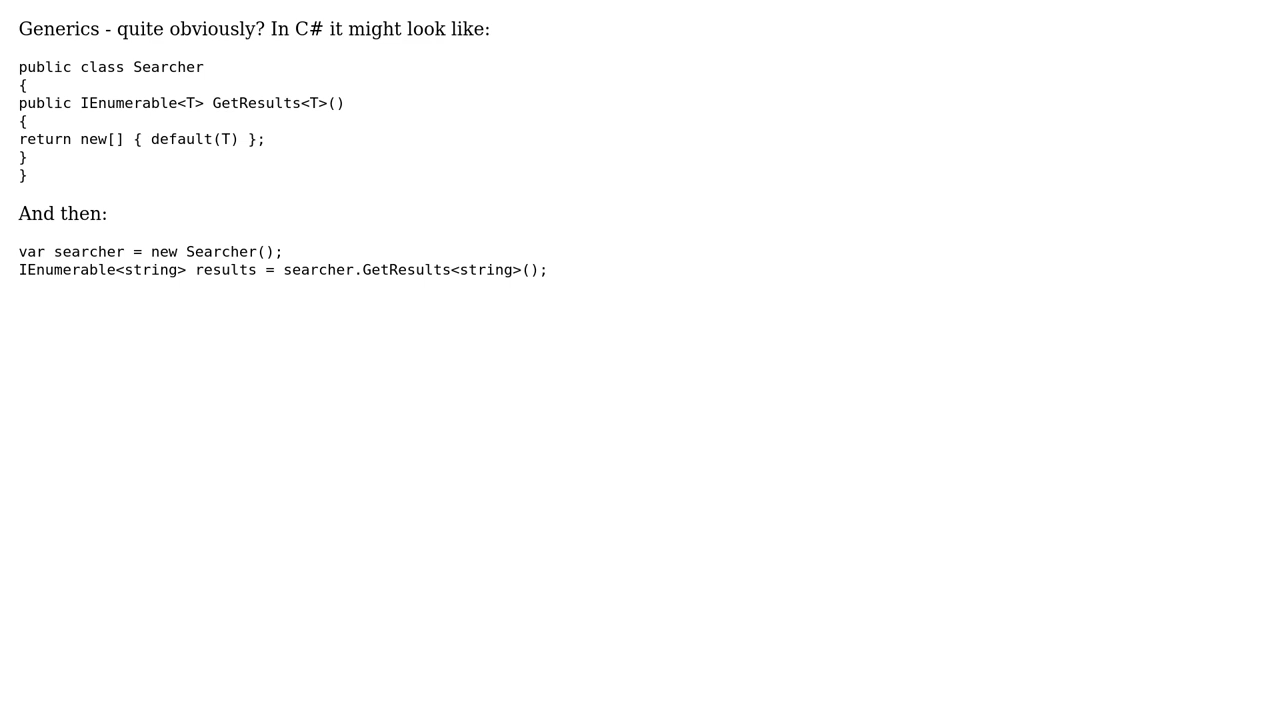 Generics - quite obviously? In C# it might look like:
public class Searcher
{
public IEnumerable<T> GetResults<T>()
{
return new[] { default(T) };
}
}
And then:
var searcher = new Searcher();
IEnumerable<string> results = searcher.GetResults<string>();